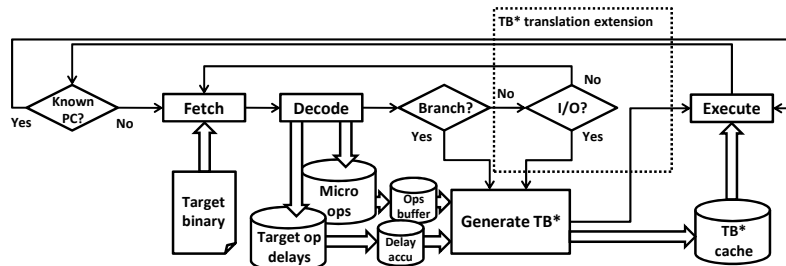 TB* translation extension
Yes
No
Known
PC?
Fetch
Decode
Branch?
No
I/O?
Execute
Yes
No
Yes
Yes
Target
binary
Micro
ops
Ops
buffer
Generate TB*
Target op
delays
Delay
accu
TB*
cache